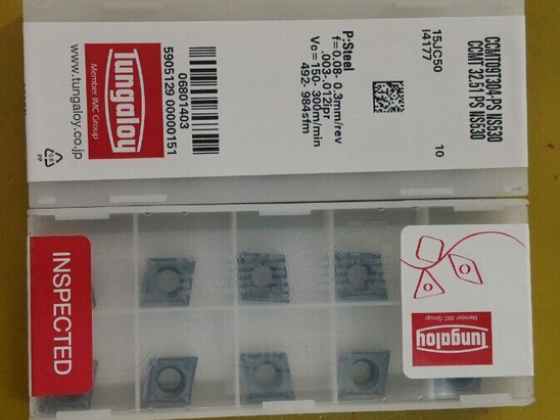 CCMT09T304-PS NS530
CCMT 32.51 PS NS530
15JC50
I4177
10
P:Steel
f=0.08- 0.3mm/rev
.003-.012ipr
Vc=150- 300m/min
492- 984sfm
06801403
5905129 00000151
Tungaloy
Member IMC Group
www.tungaloy.co.jp
PP
INSPECTED
Tungaloy
Member IMC Group